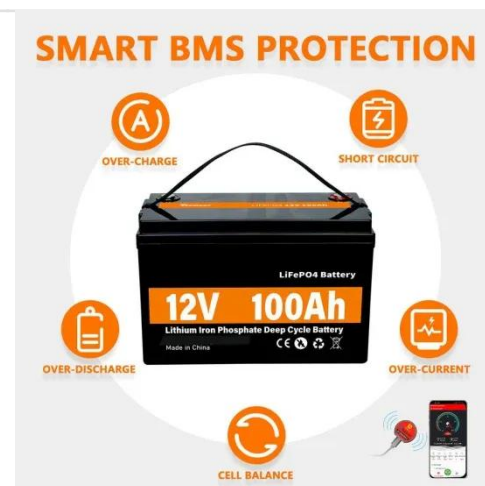 SMART BMS PROTECTION
OVER-CHARGE
SHORT CIRCUIT
LiFePO4 Battery
12V 100Ah
Lithium Iron Phosphate Deep Cycle Battery
Made in China
CE
OVER-DISCHARGE
OVER-CURRENT
CELL BALANCE